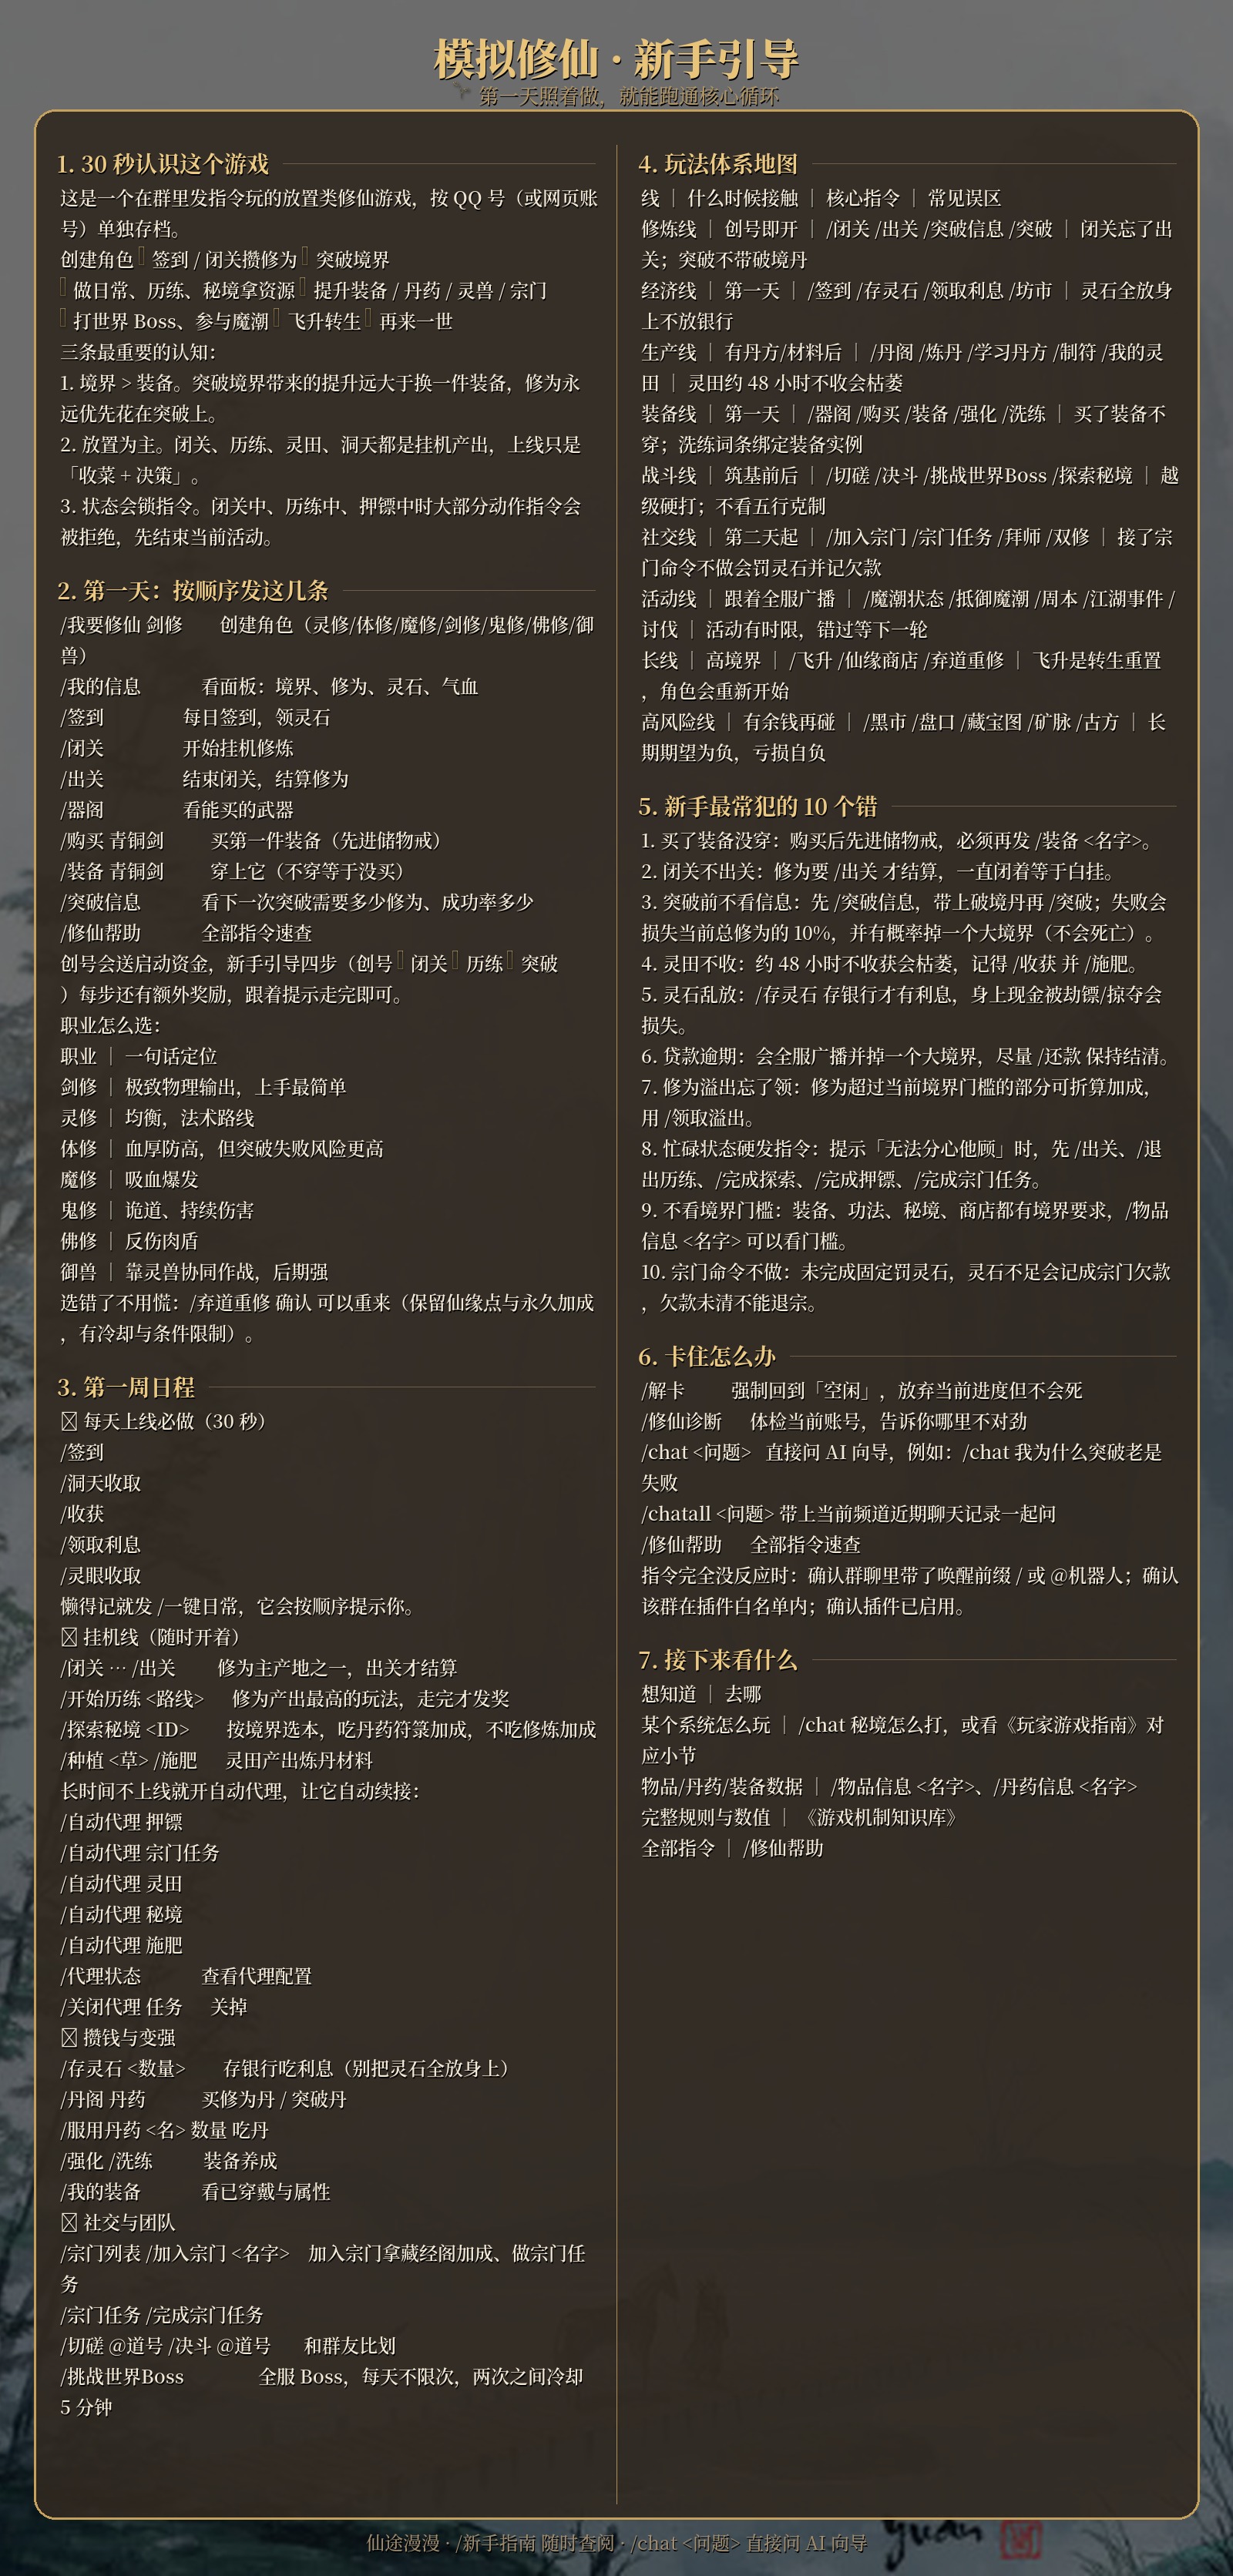 模拟修仙 · 新手引导
第一天照着做，就能跑通核心循环
1. 30 秒认识这个游戏
这是一个在群里发指令玩的放置类修仙游戏，按 QQ 号（或网页账
号）单独存档。
创建角色 签到 / 闭关攒修为 突破境界
做日常、历练、秘境拿资源 提升装备 / 丹药 / 灵兽 / 宗门
打世界 Boss、参与魔潮 飞升转生 再来一世
三条最重要的认知：
1. 境界 > 装备。突破境界带来的提升远大于换一件装备，修为永
远优先花在突破上。
2. 放置为主。闭关、历练、灵田、洞天都是挂机产出，上线只是
「收菜 + 决策」。
3. 状态会锁指令。闭关中、历练中、押镖中时大部分动作指令会
被拒绝，先结束当前活动。
2. 第一天：按顺序发这几条
/我要修仙 剑修 创建角色（灵修/体修/魔修/剑修/鬼修/佛修/御
兽）
/我的信息 看面板：境界、修为、灵石、气血
/签到 每日签到，领灵石
/闭关 开始挂机修炼
/出关 结束闭关，结算修为
/器阁 看能买的武器
/购买 青铜剑 买第一件装备（先进储物戒）
/装备 青铜剑 穿上它（不穿等于没买）
/突破信息 看下一次突破需要多少修为、成功率多少
/修仙帮助 全部指令速查
创号会送启动资金，新手引导四步（创号 闭关 历练 突破
）每步还有额外奖励，跟着提示走完即可。
职业怎么选：
职业 | 一句话定位
剑修 | 极致物理输出，上手最简单
灵修 | 均衡，法术路线
体修 | 血厚防高，但突破失败风险更高
魔修 | 吸血爆发
鬼修 | 诡道、持续伤害
佛修 | 反伤肉盾
御兽 | 靠灵兽协同作战，后期强
选错了不用慌：/弃道重修 确认 可以重来（保留仙缘点与永久加成
，有冷却与条件限制）。
3. 第一周日程
每天上线必做（30 秒）
/签到
/洞天收取
/收获
/领取利息
/灵眼收取
懒得记就发 /一键日常，它会按顺序提示你。
挂机线（随时开着）
/闭关 … /出关 修为主产地之一，出关才结算
/开始历练 <路线> 修为产出最高的玩法，走完才发奖
/探索秘境 <ID> 按境界选本，吃丹药符箓加成，不吃修炼加成
/种植 <草> /施肥 灵田产出炼丹材料
长时间不上线就开自动代理，让它自动续接：
/自动代理 押镖
/自动代理 宗门任务
/自动代理 灵田
/自动代理 秘境
/自动代理 施肥
/代理状态 查看代理配置
/关闭代理 任务 关掉
攒钱与变强
/存灵石 <数量> 存银行吃利息（别把灵石全放身上）
/丹阁 丹药 买修为丹 / 突破丹
/服用丹药 <名> 数量 吃丹
/强化 /洗练 装备养成
/我的装备 看已穿戴与属性
社交与团队
/宗门列表 /加入宗门 <名字> 加入宗门拿藏经阁加成、做宗门任
务
/宗门任务 /完成宗门任务
/切磋 @道号 /决斗 @道号 和群友比划
/挑战世界Boss 全服 Boss，每天不限次，两次之间冷却
5 分钟
4. 玩法体系地图
线 | 什么时候接触 | 核心指令 | 常见误区
修炼线 | 创号即开 | /闭关 /出关 /突破信息 /突破 | 闭关忘了出
关；突破不带破境丹
经济线 | 第一天 | /签到 /存灵石 /领取利息 /坊市 | 灵石全放身
上不放银行
生产线 | 有丹方/材料后 | /丹阁 /炼丹 /学习丹方 /制符 /我的灵
田 | 灵田约 48 小时不收会枯萎
装备线 | 第一天 | /器阁 /购买 /装备 /强化 /洗练 | 买了装备不
穿；洗练词条绑定装备实例
战斗线 | 筑基前后 | /切磋 /决斗 /挑战世界Boss /探索秘境 | 越
级硬打；不看五行克制
社交线 | 第二天起 | /加入宗门 /宗门任务 /拜师 /双修 | 接了宗
门命令不做会罚灵石并记欠款
活动线 | 跟着全服广播 | /魔潮状态 /抵御魔潮 /周本 /江湖事件 /
讨伐 | 活动有时限，错过等下一轮
长线 | 高境界 | /飞升 /仙缘商店 /弃道重修 | 飞升是转生重置
，角色会重新开始
高风险线 | 有余钱再碰 | /黑市 /盘口 /藏宝图 /矿脉 /古方 | 长
期期望为负，亏损自负
5. 新手最常犯的 10 个错
1. 买了装备没穿：购买后先进储物戒，必须再发 /装备 <名字>。
2. 闭关不出关：修为要 /出关 才结算，一直闭着等于白挂。
3. 突破前不看信息：先 /突破信息，带上破境丹再 /突破；失败会
损失当前总修为的 10%，并有概率掉一个大境界（不会死亡）。
4. 灵田不收：约 48 小时不收获会枯萎，记得 /收获 并 /施肥。
5. 灵石乱放：/存灵石 存银行才有利息，身上现金被劫镖/掠夺会
损失。
6. 贷款逾期：会全服广播并掉一个大境界，尽量 /还款 保持结清。
7. 修为溢出忘了领：修为超过当前境界门槛的部分可折算加成，
用 /领取溢出。
8. 忙碌状态硬发指令：提示「无法分心他顾」时，先 /出关、/退
出历练、/完成探索、/完成押镖、/完成宗门任务。
9. 不看境界门槛：装备、功法、秘境、商店都有境界要求，/物品
信息 <名字> 可以看门槛。
10. 宗门命令不做：未完成固定罚灵石，灵石不足会记成宗门欠款
，欠款未清不能退宗。
6. 卡住怎么办
/解卡 强制回到「空闲」，放弃当前进度但不会死
/修仙诊断 体检当前账号，告诉你哪里不对劲
/chat <问题> 直接问 AI 向导，例如：/chat 我为什么突破老是
失败
/chatall <问题> 带上当前频道近期聊天记录一起问
/修仙帮助 全部指令速查
指令完全没反应时：确认群聊里带了唤醒前缀 / 或 @机器人；确认
该群在插件白名单内；确认插件已启用。
7. 接下来看什么
想知道 | 去哪
某个系统怎么玩 | /chat 秘境怎么打，或看《玩家游戏指南》对
应小节
物品/丹药/装备数据 | /物品信息 <名字>、/丹药信息 <名字>
完整规则与数值 | 《游戏机制知识库》
全部指令 | /修仙帮助
仙途漫漫 · /新手指南 随时查阅 · /chat <问题> 直接问 AI 向导